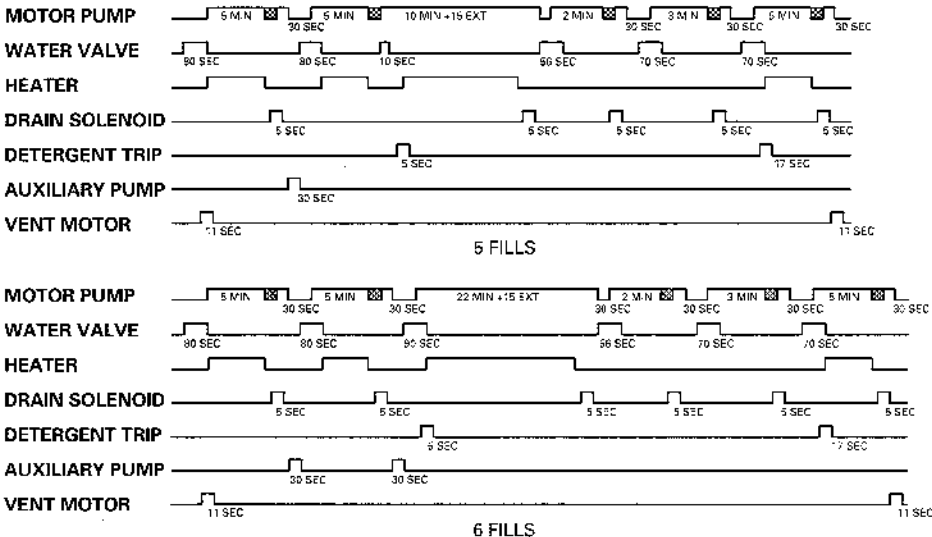 MOTOR PUMP 5 MIN 5 MIN 10 MIN +15 EXT 2 MIN 3 MIN 5 MIN
30 SEC 30 SEC 30 SEC 30 SEC
WATER VALVE
80 SEC 80 SEC 10 SEC 66 SEC 70 SEC 70 SEC
HEATER
DRAIN SOLENOID
5 SEC 5 SEC 5 SEC 5 SEC 5 SEC
DETERGENT TRIP
5 SEC 17 SEC
AUXILIARY PUMP
30 SEC
VENT MOTOR
11 SEC 17 SEC
5 FILLS
MOTOR PUMP 5 MIN 5 MIN 22 MIN +15 EXT 2 MIN 3 MIN 5 MIN
30 SEC 30 SEC 30 SEC 30 SEC 30 SEC 30 SEC
WATER VALVE
80 SEC 80 SEC 90 SEC 66 SEC 70 SEC 70 SEC
HEATER
DRAIN SOLENOID
5 SEC 5 SEC 5 SEC 5 SEC 5 SEC 5 SEC
DETERGENT TRIP
5 SEC 17 SEC
AUXILIARY PUMP
30 SEC 30 SEC
VENT MOTOR
11 SEC 11 SEC
6 FILLS